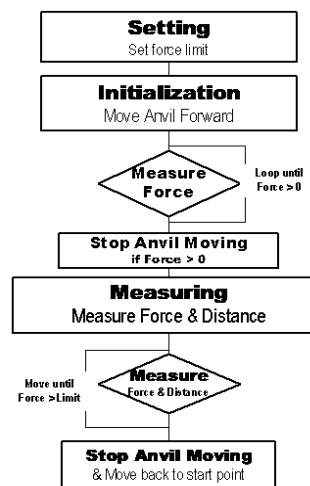 Setting
Set force limit
Initialization
Move Anvil Forward
Measure
Force
Loop until
Force > 0
Stop Anvil Moving
if Force > 0
Measuring
Measure Force & Distance
Measure
Force & Distance
Move until
Force >Limit
Stop Anvil Moving
& Move back to start point